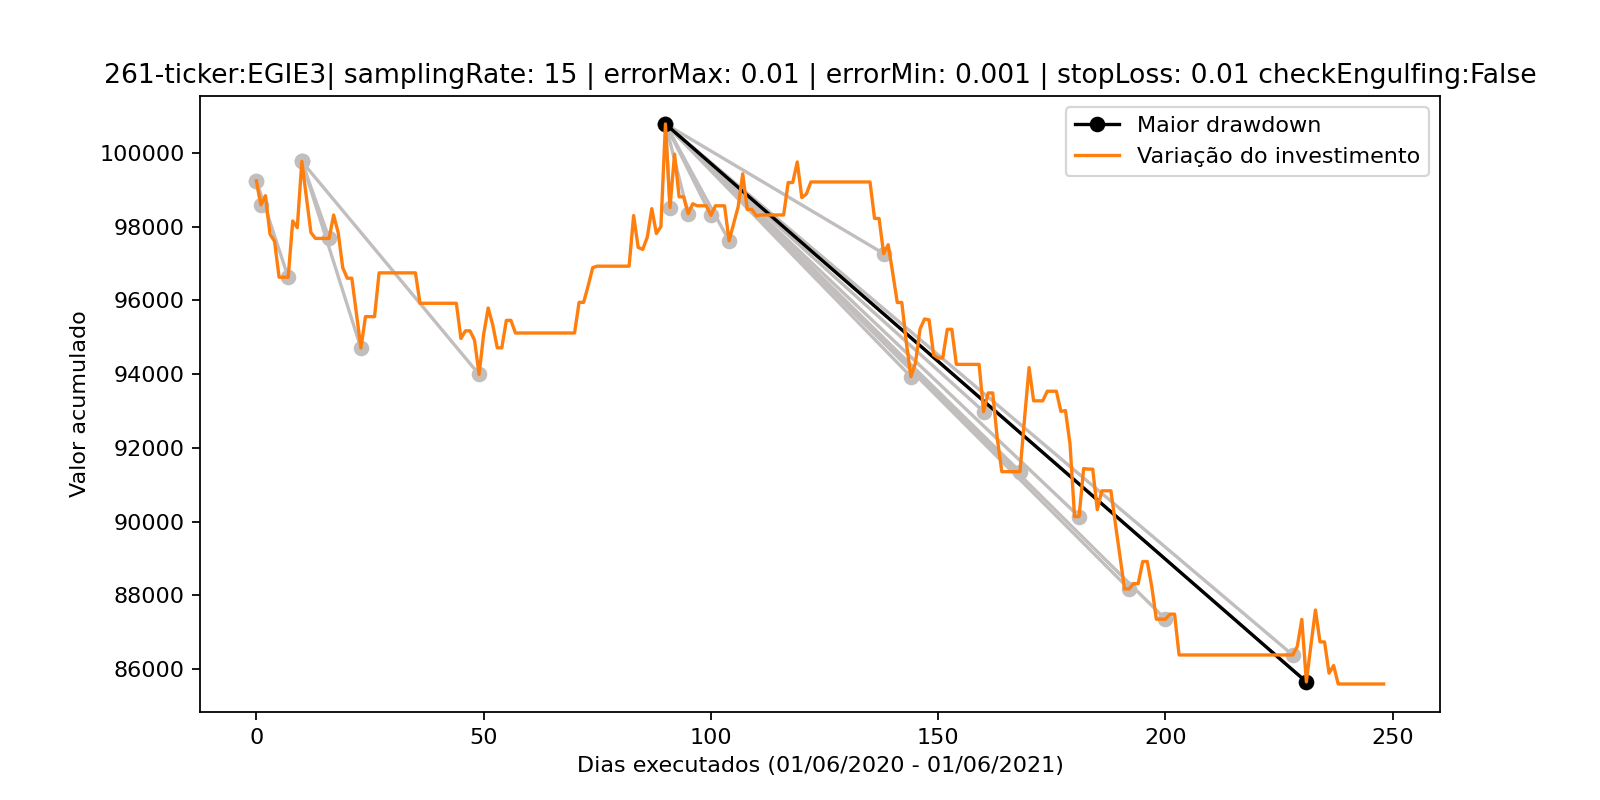 261-ticker:EGIE3| samplingRate: 15 | errorMax: 0.01 | errorMin: 0.001 | stopLoss: 0.01 checkEngulfing:False
Maior drawdown
Variação do investimento
100000
98000
96000
94000
92000
90000
88000
86000
Valor acumulado
0 50 100 150 200 250
Dias executados (01/06/2020 - 01/06/2021)